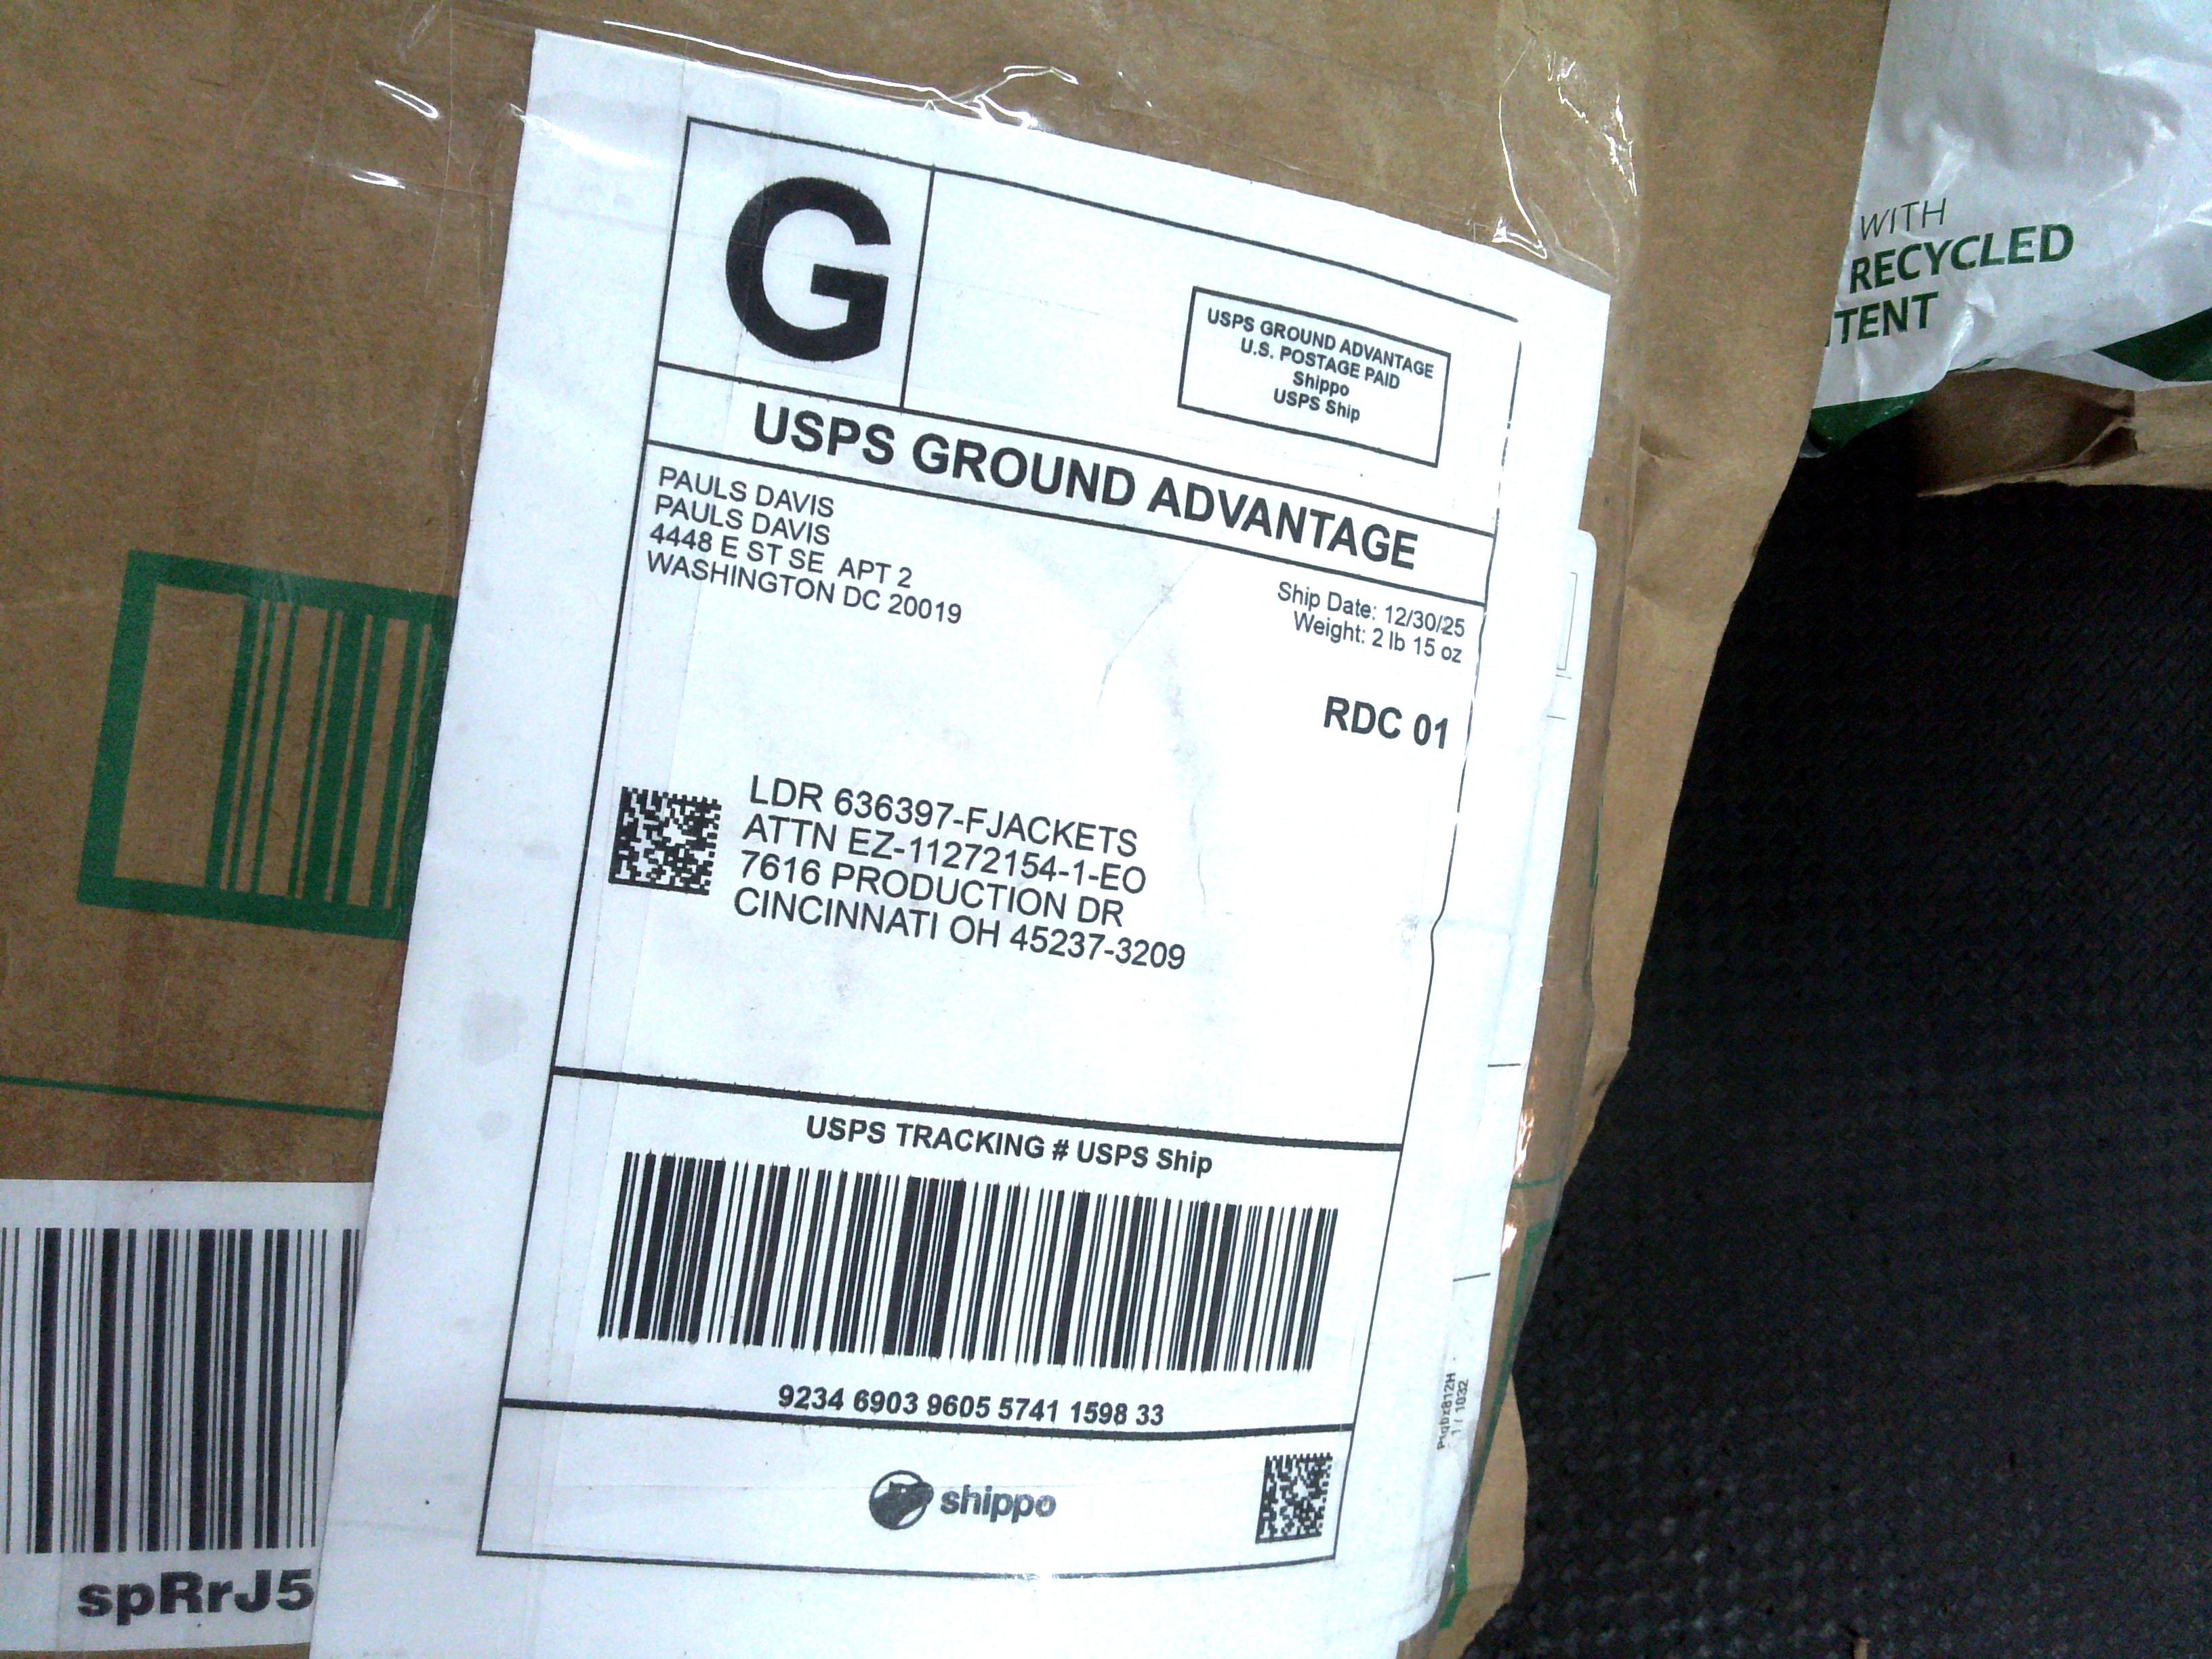 G
USPS GROUND ADVANTAGE
U.S. POSTAGE PAID
Shippo
USPS Ship
USPS GROUND ADVANTAGE
PAULS DAVIS
PAULS DAVIS
4448 E ST SE APT 2
WASHINGTON DC 20019
Ship Date: 12/30/25
Weight: 2 lb 15 oz
RDC 01
LDR 636397-FJACKETS
ATTN EZ-11272154-1-EO
7616 PRODUCTION DR
CINCINNATI OH 45237-3209
USPS TRACKING # USPS Ship
9234 6903 9605 5741 1598 33
shippo
1 / 1032
spRrJ5
WITH
RECYCLED
TENT